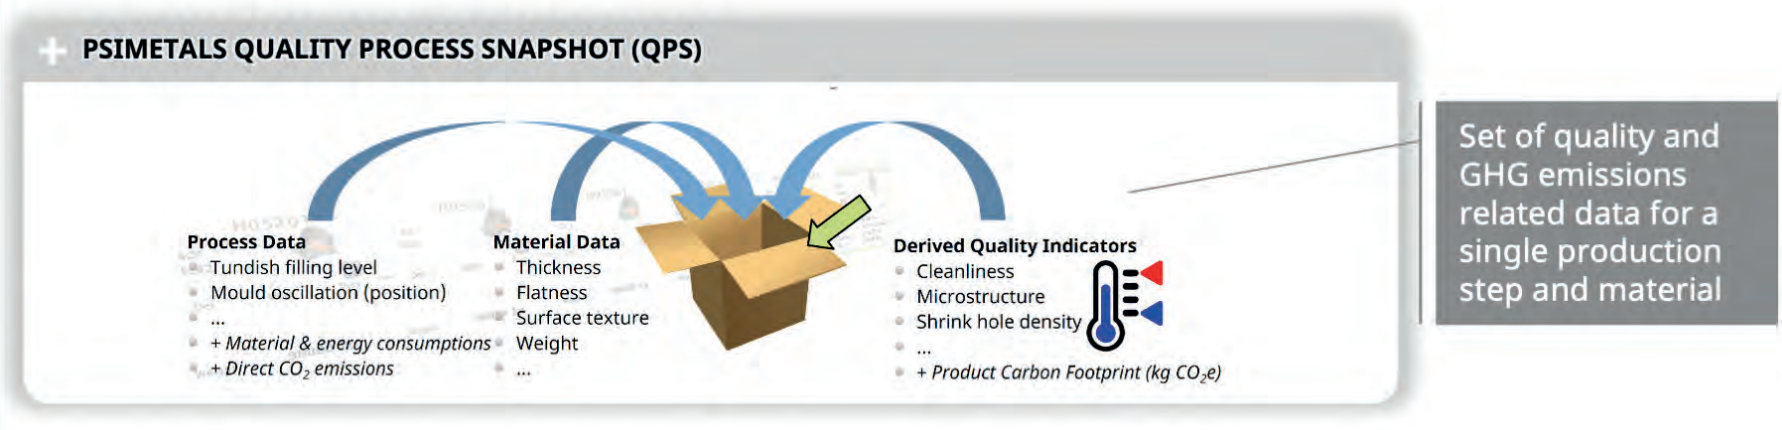 PSIMETALS QUALITY PROCESS SNAPSHOT (QPS)
Process Data
Tundish filling level
Mould oscillation (position)
...
+ Material & energy consumptions
+ Direct CO₂ emissions
Material Data
Thickness
Flatness
Surface texture
Weight
...
Derived Quality Indicators
Cleanliness
Microstructure
Shrink hole density
...
+ Product Carbon Footprint (kg CO₂e)
Set of quality and
GHG emissions
related data for a
single production
step and material